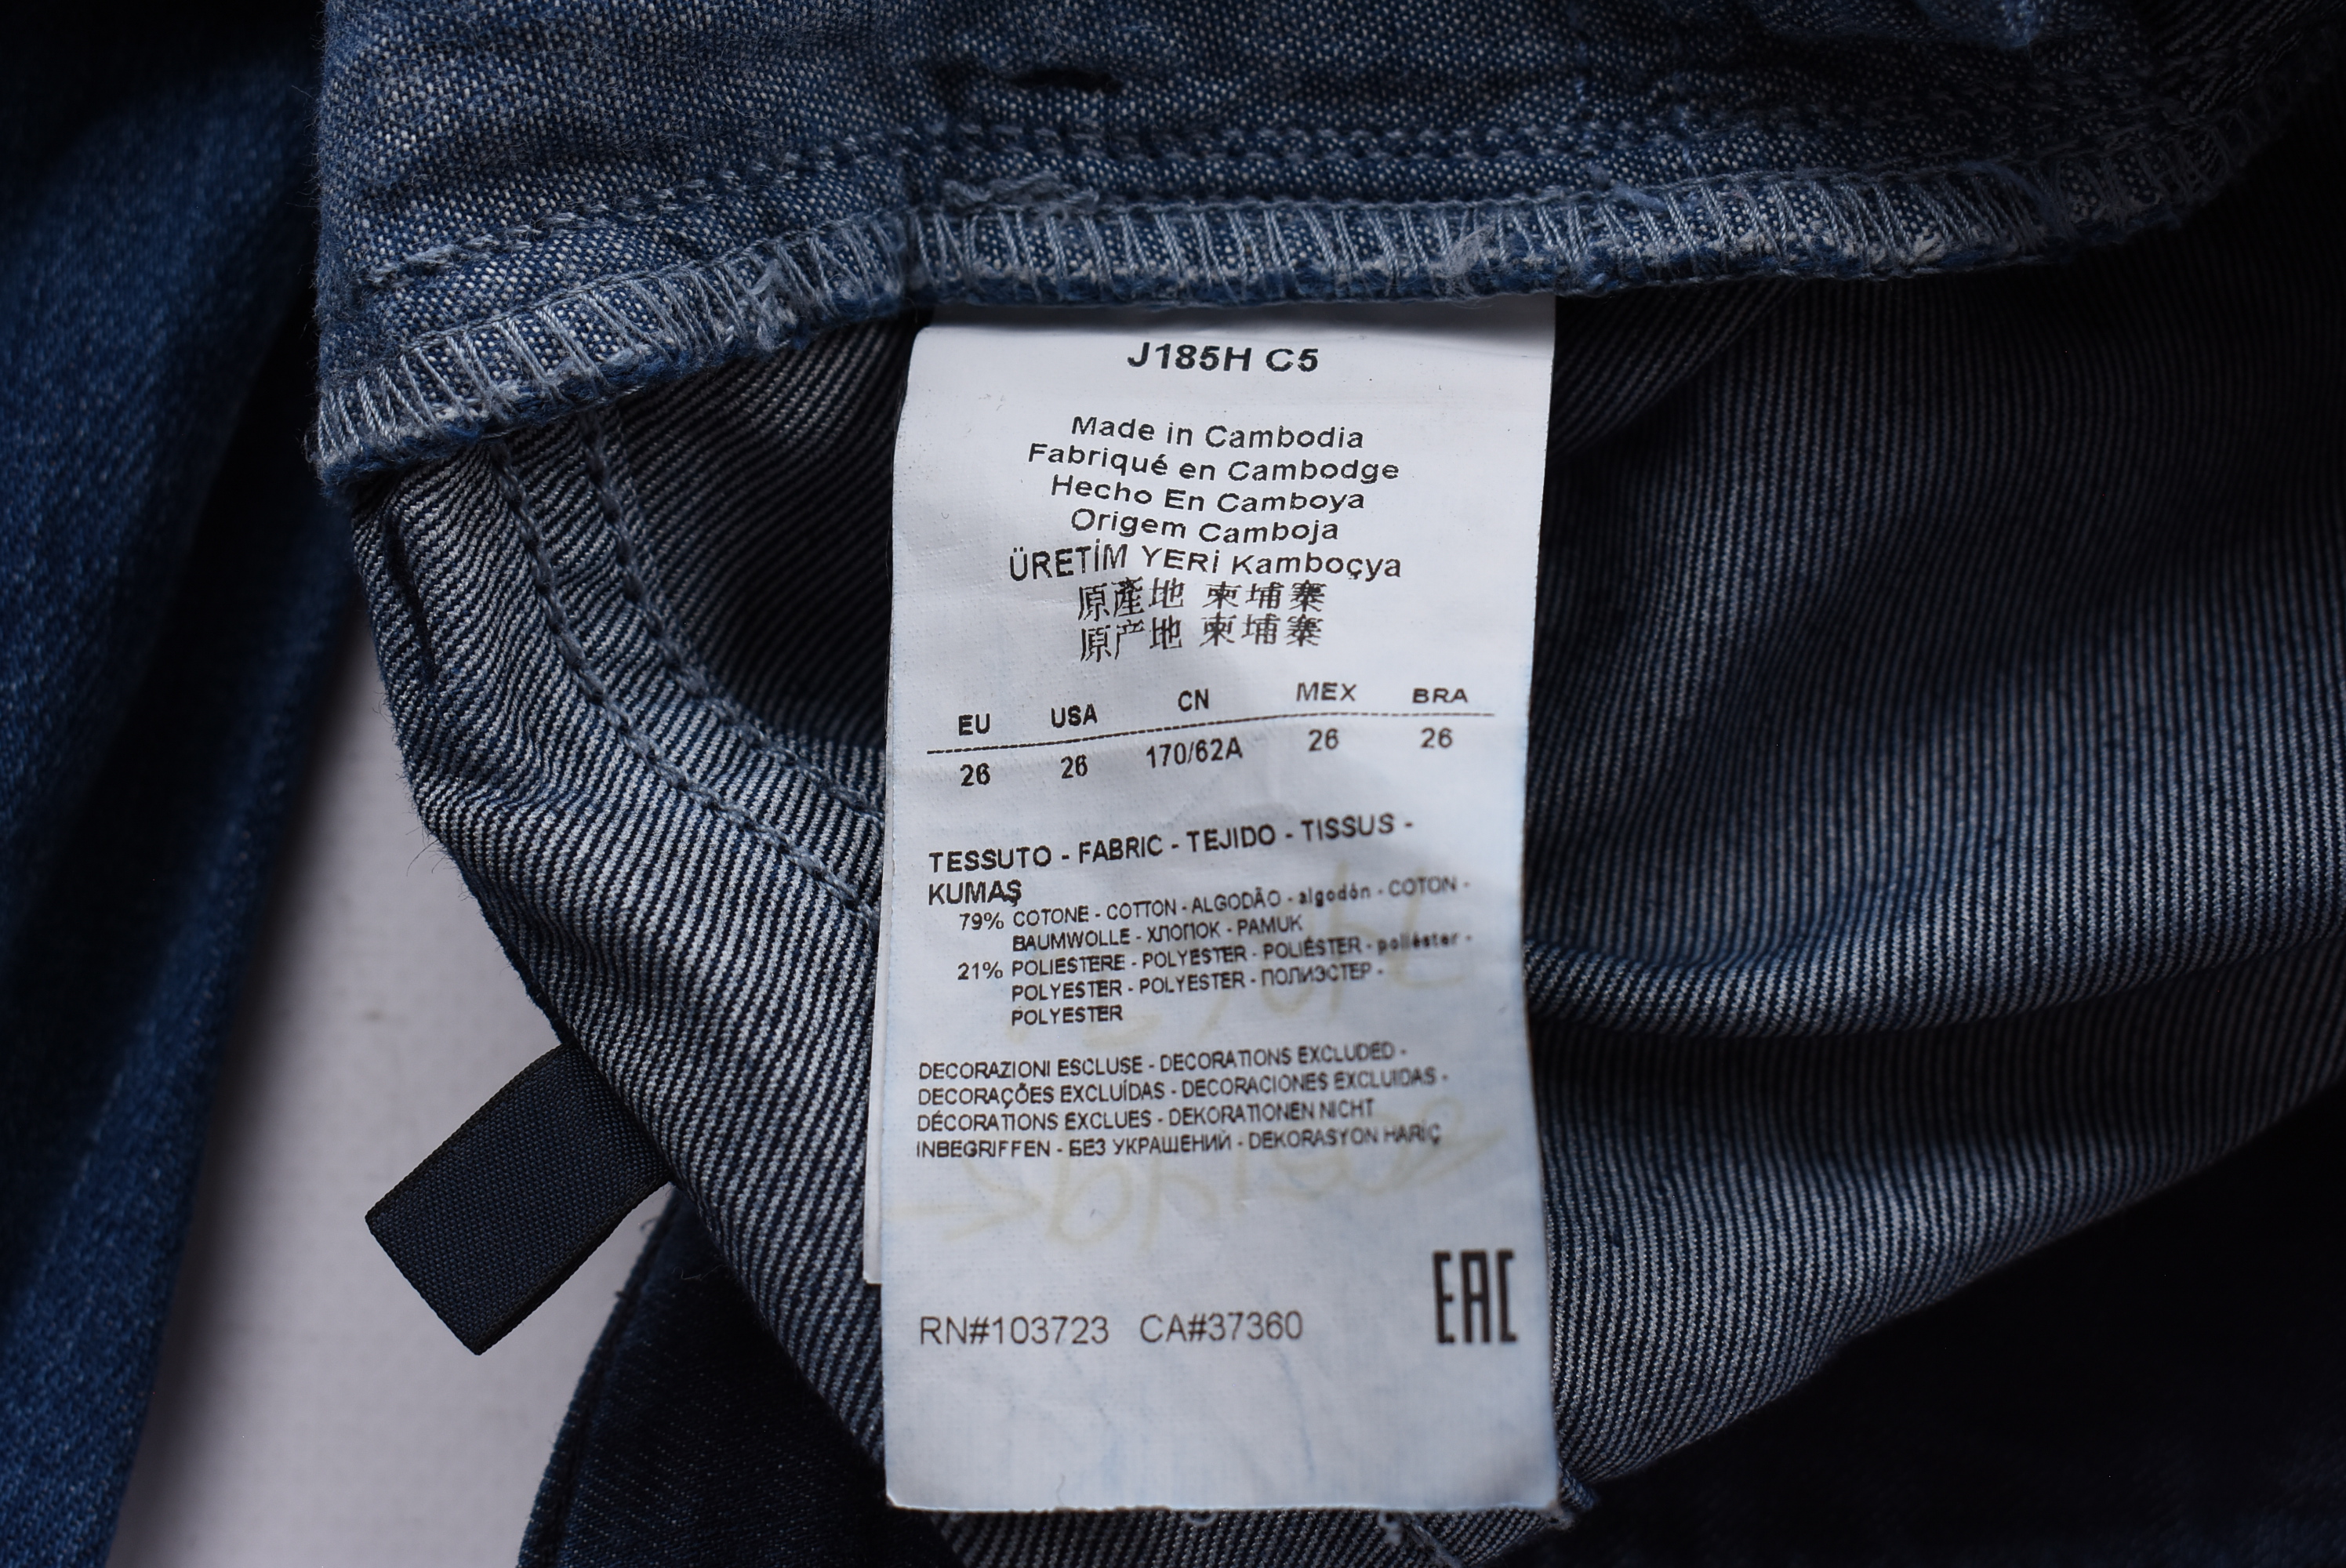 J185H C5
Made in Cambodia
Fabriqué en Cambodge
Hecho En Camboya
Origem Camboja
ÜRETİM YERİ Kamboçya
原產地 柬埔寨
原产地 柬埔寨
EU USA CN MEX BRA
26 26 170/62A 26 26
TESSUTO - FABRIC - TEJIDO - TISSUS -
KUMAŞ
79% COTONE - COTTON - ALGODÃO - algodón - COTON -
BAUMWOLLE - ХЛОПОК - PAMUK
21% POLIESTERE - POLYESTER - POLIÉSTER - poliéster -
POLYESTER - POLYESTER - ПОЛИЭСТЕР -
POLYESTER
DECORAZIONI ESCLUSE - DECORATIONS EXCLUDED -
DECORAÇÕES EXCLUÍDAS - DECORACIONES EXCLUIDAS -
DÉCORATIONS EXCLUES - DEKORATIONEN NICHT
INBEGRIFFEN - БЕЗ УКРАШЕНИЙ - DEKORASYON HARİÇ
RN#103723 CA#37360 EAC